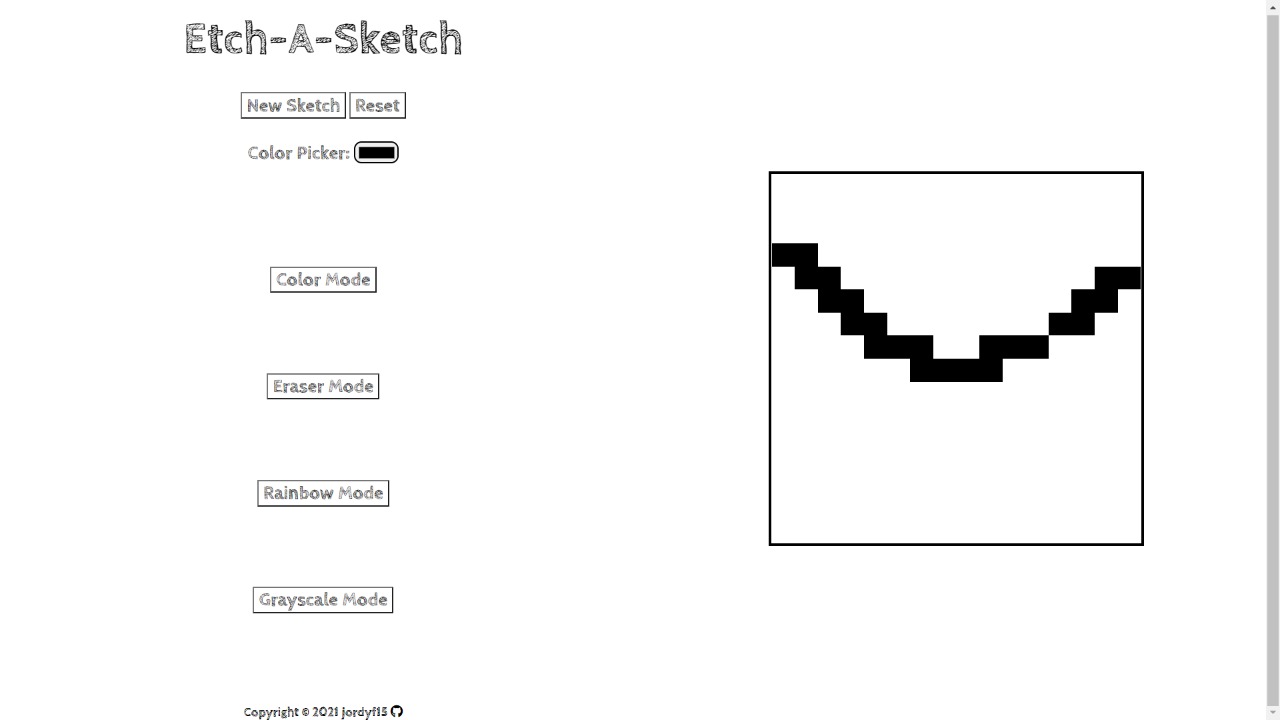 Etch-A-Sketch
New Sketch Reset
Color Picker:
Color Mode
Eraser Mode
Rainbow Mode
Grayscale Mode
Copyright © 2021 jordyf15